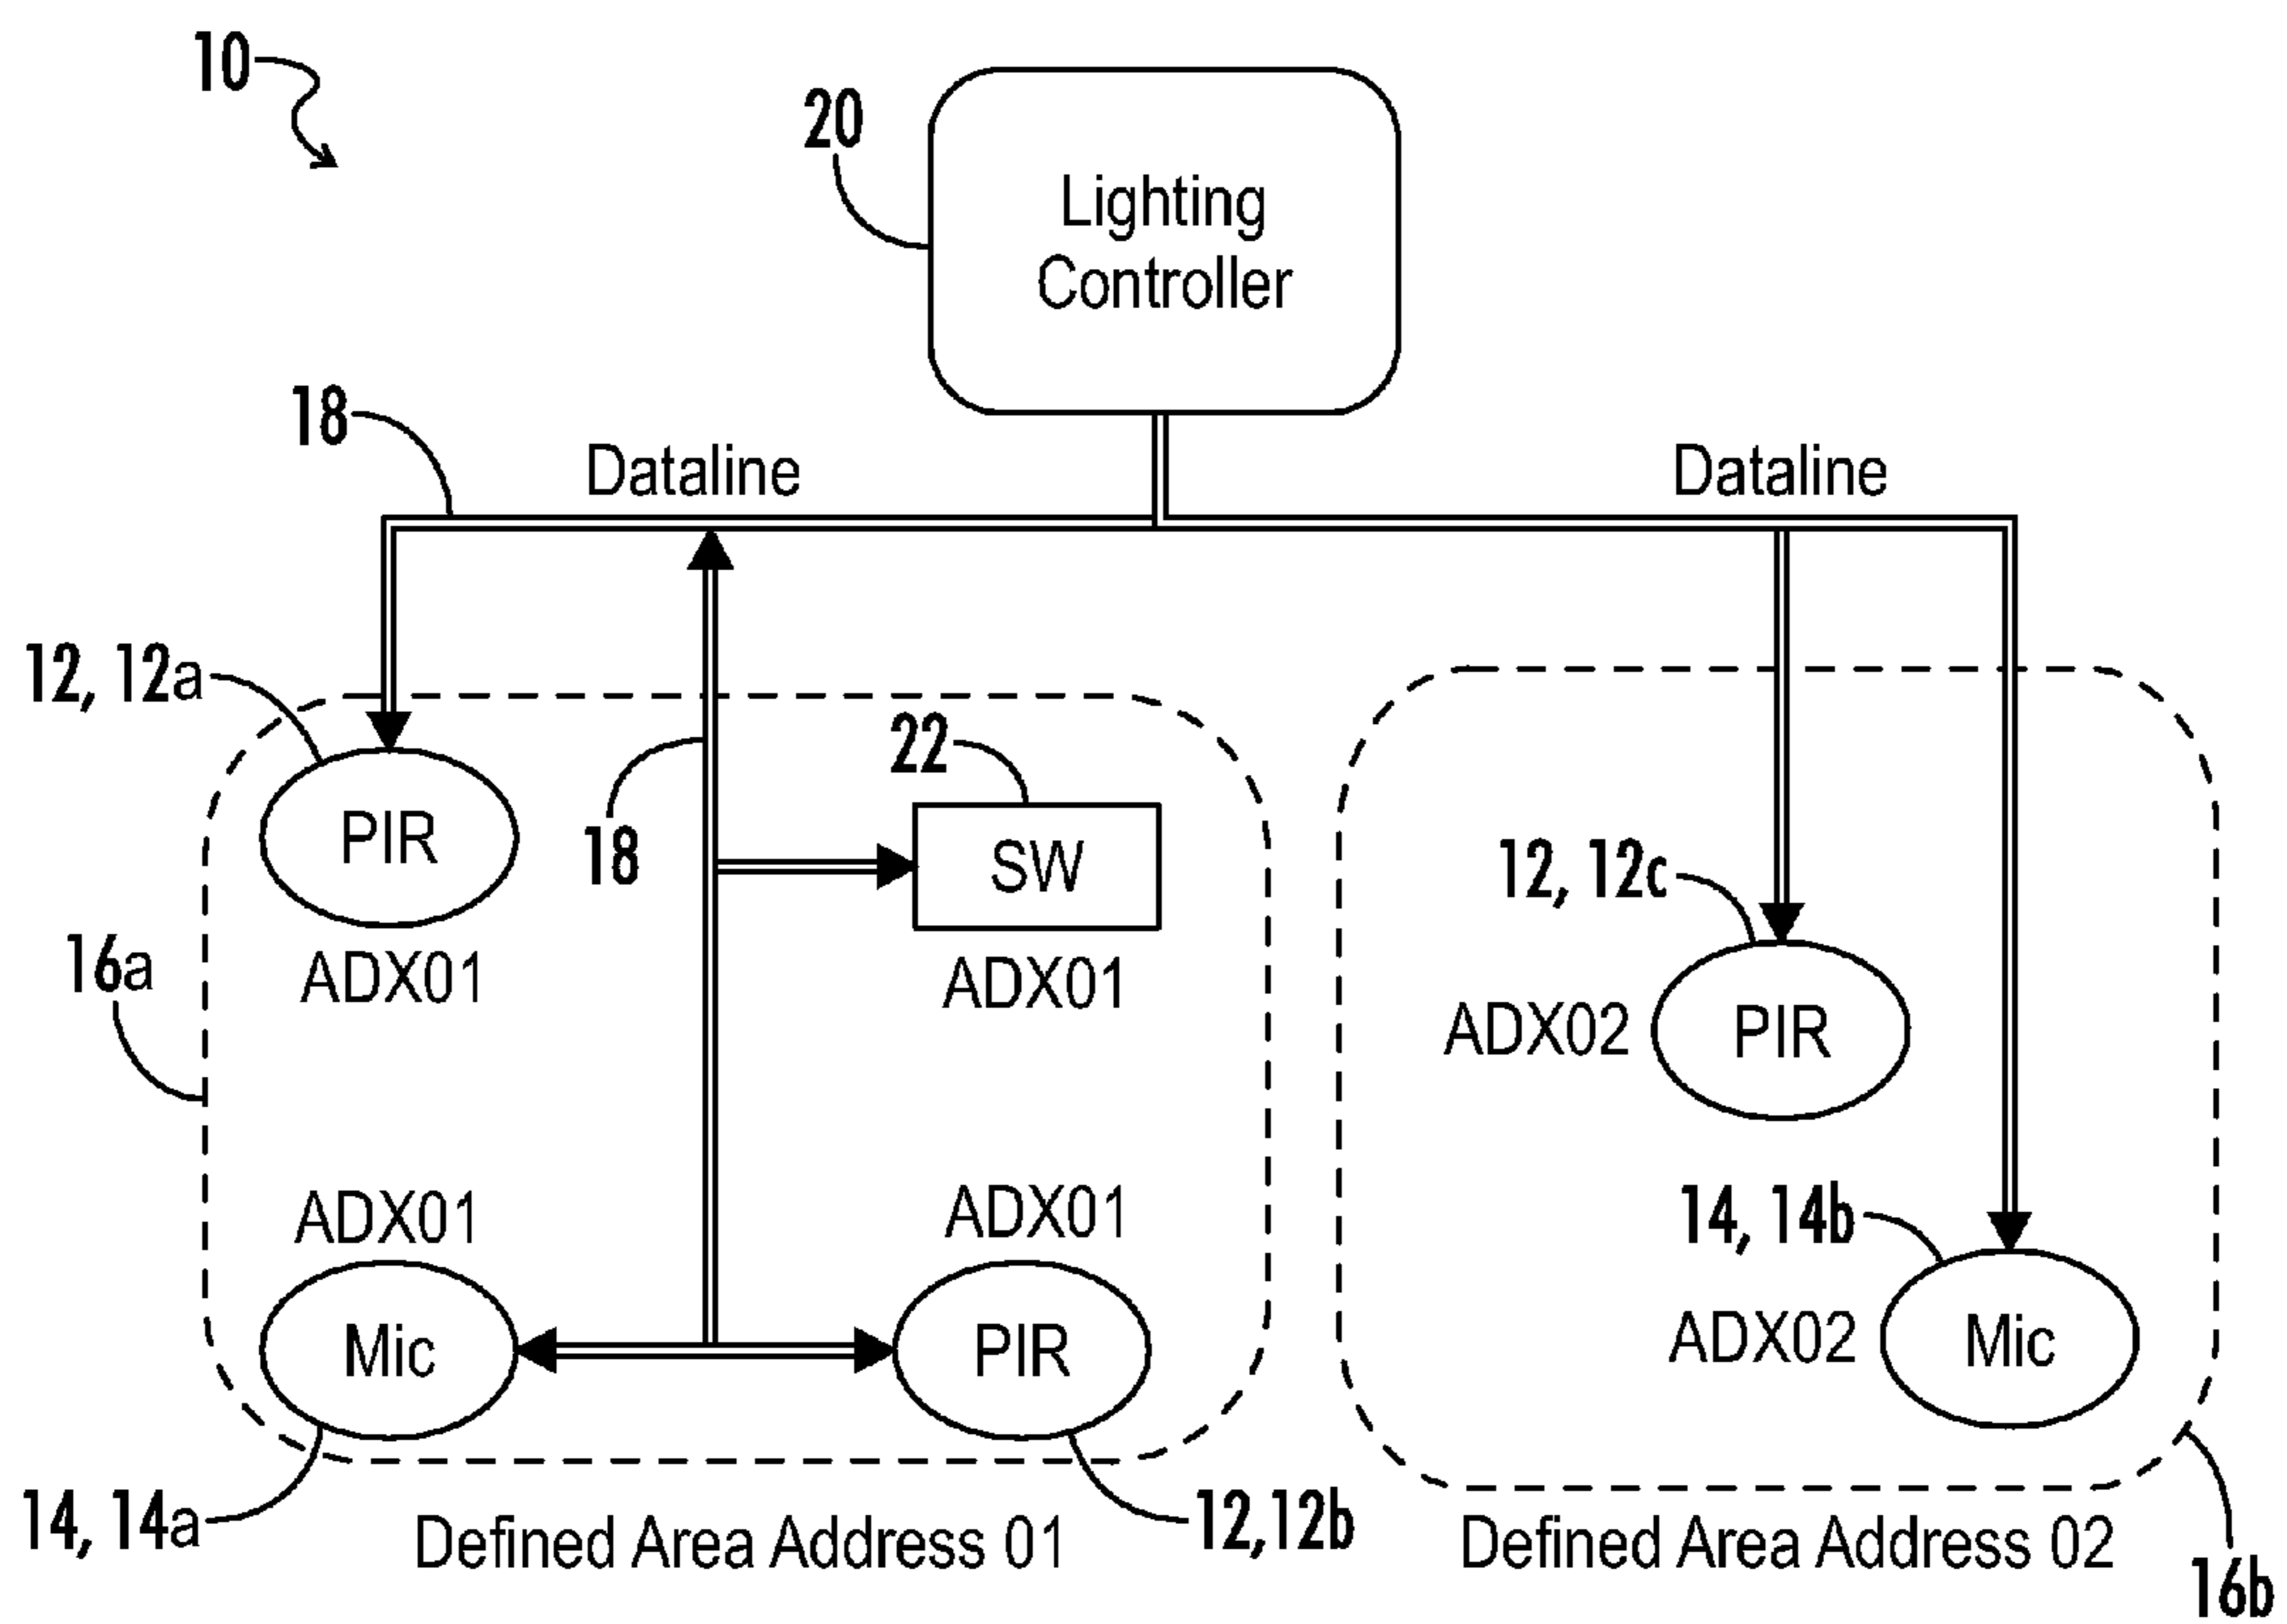 10
20
Lighting
Controller
18
Dataline
Dataline
12, 12a
22
PIR
18
SW
12, 12c
16a
ADX01
ADX01
ADX02
PIR
ADX01
ADX01
14, 14b
Mic
PIR
ADX02
Mic
14, 14a
Defined Area Address 01
12,12b
Defined Area Address 02
16b